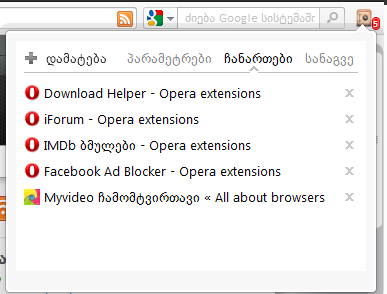 ძიება Google სისტემაში
5
დამატება პარამეტრები ჩანართები სანაგვე
Download Helper - Opera extensions
iForum - Opera extensions
IMDb ბმულები - Opera extensions
Facebook Ad Blocker - Opera extensions
Myvideo ჩამომტვირთავი « All about browsers